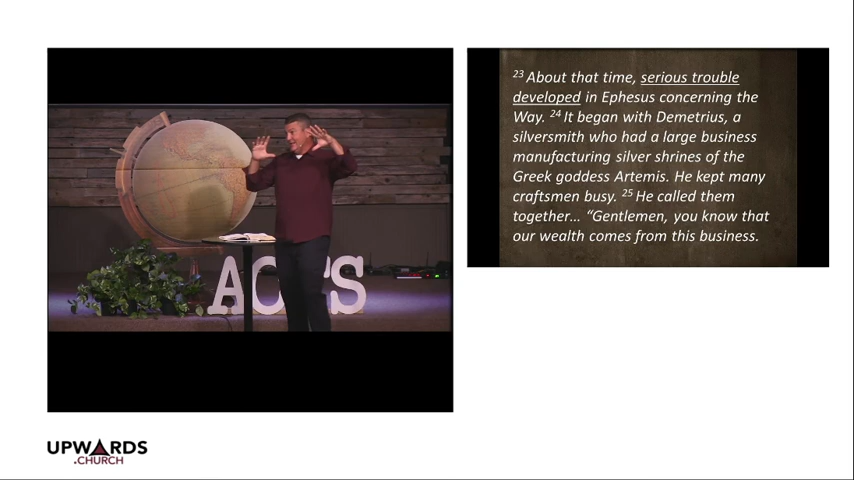 ACTS
23 About that time, serious trouble
developed in Ephesus concerning the
Way. 24 It began with Demetrius, a
silversmith who had a large business
manufacturing silver shrines of the
Greek goddess Artemis. He kept many
craftsmen busy. 25 He called them
together... “Gentlemen, you know that
our wealth comes from this business.
UPWARDS
.CHURCH